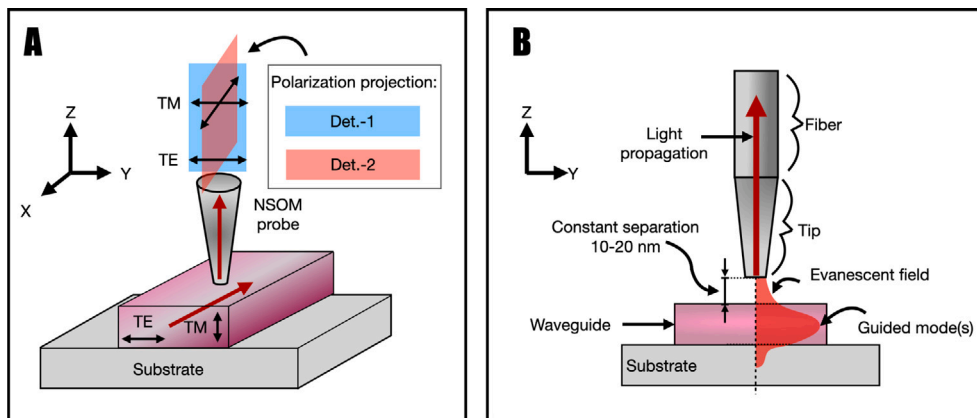 A
Z
Y
X
TM
TE
NSOM
probe
Polarization projection:
Det.-1
Det.-2
TE
TM
Substrate
B
Z
Y
Light
propagation
Fiber
Tip
Constant separation
10-20 nm
Evanescent field
Waveguide
Guided mode(s)
Substrate